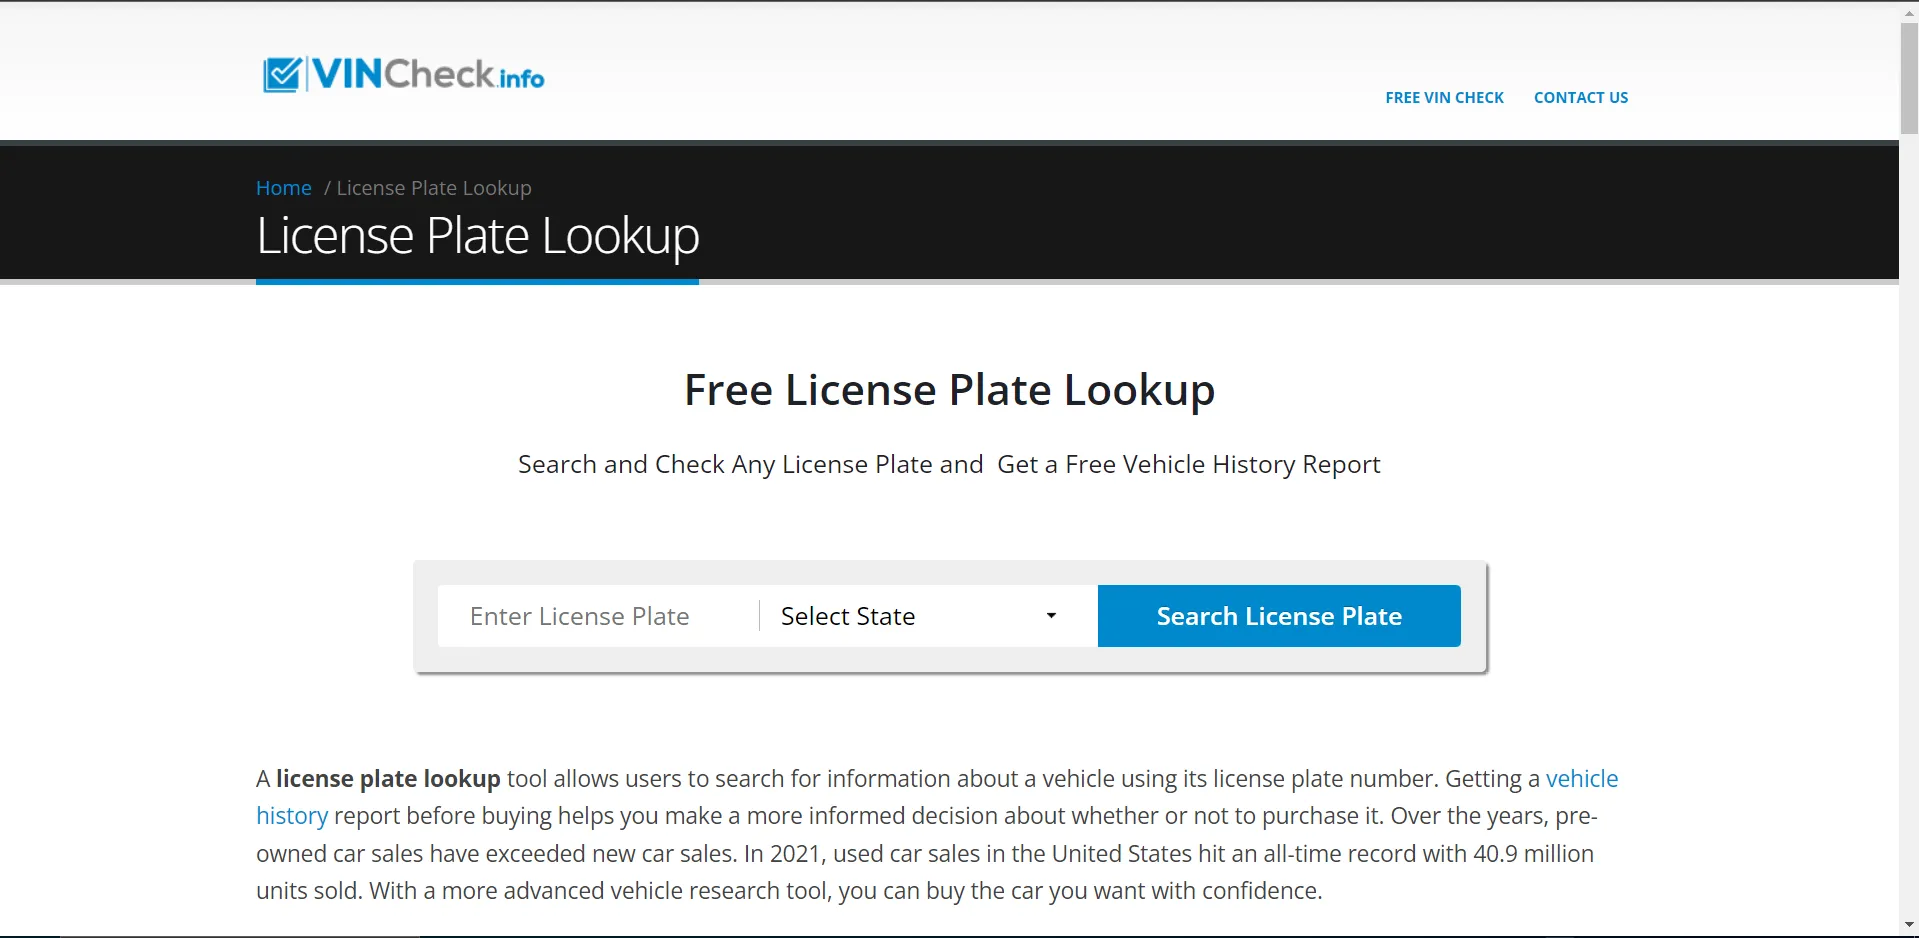 VINCheck.info
FREE VIN CHECK CONTACT US
Home / License Plate Lookup
License Plate Lookup
Free License Plate Lookup
Search and Check Any License Plate and Get a Free Vehicle History Report
Enter License Plate Select State Search License Plate
A license plate lookup tool allows users to search for information about a vehicle using its license plate number. Getting a vehicle
history report before buying helps you make a more informed decision about whether or not to purchase it. Over the years, pre-
owned car sales have exceeded new car sales. In 2021, used car sales in the United States hit an all-time record with 40.9 million
units sold. With a more advanced vehicle research tool, you can buy the car you want with confidence.